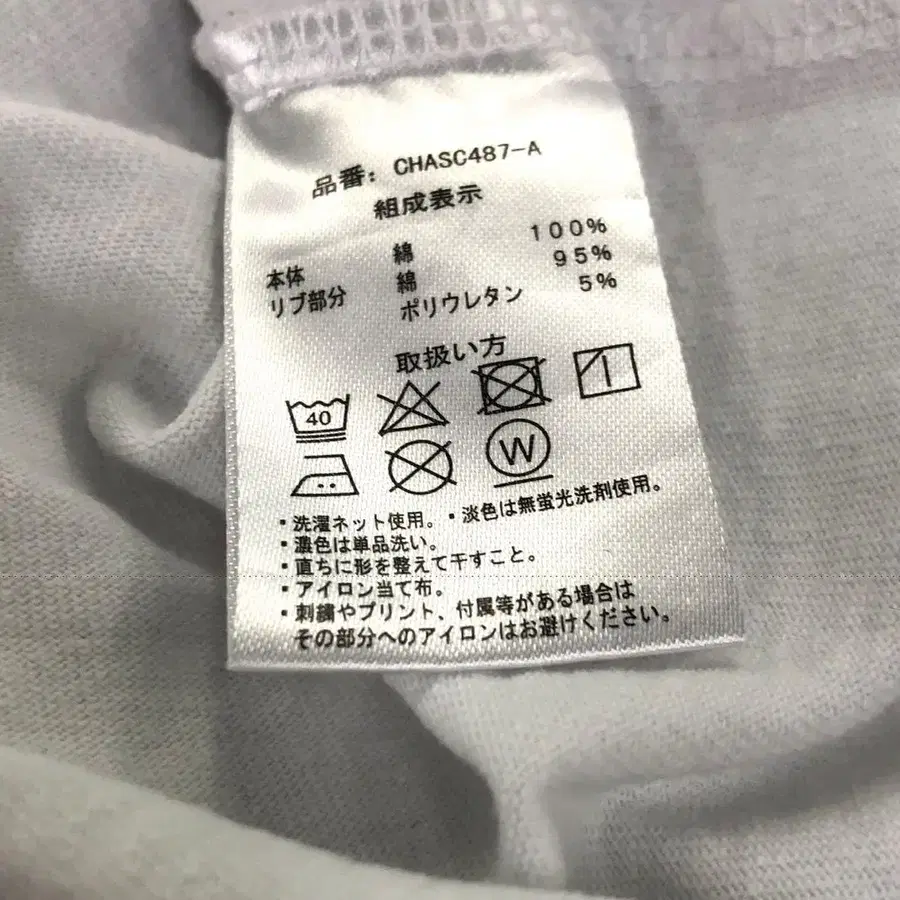 品番: CHASC487-A
組成表示
本体 綿 100%
リブ部分 綿 95%
ポリウレタン 5%
取扱い方
40
W
・洗濯ネット使用。・淡色は無蛍光洗剤使用。
・濃色は単品洗い。
・直ちに形を整えて干すこと。
・アイロン当て布。
・刺繍やプリント、付属等がある場合は
その部分へのアイロンはお避けください。